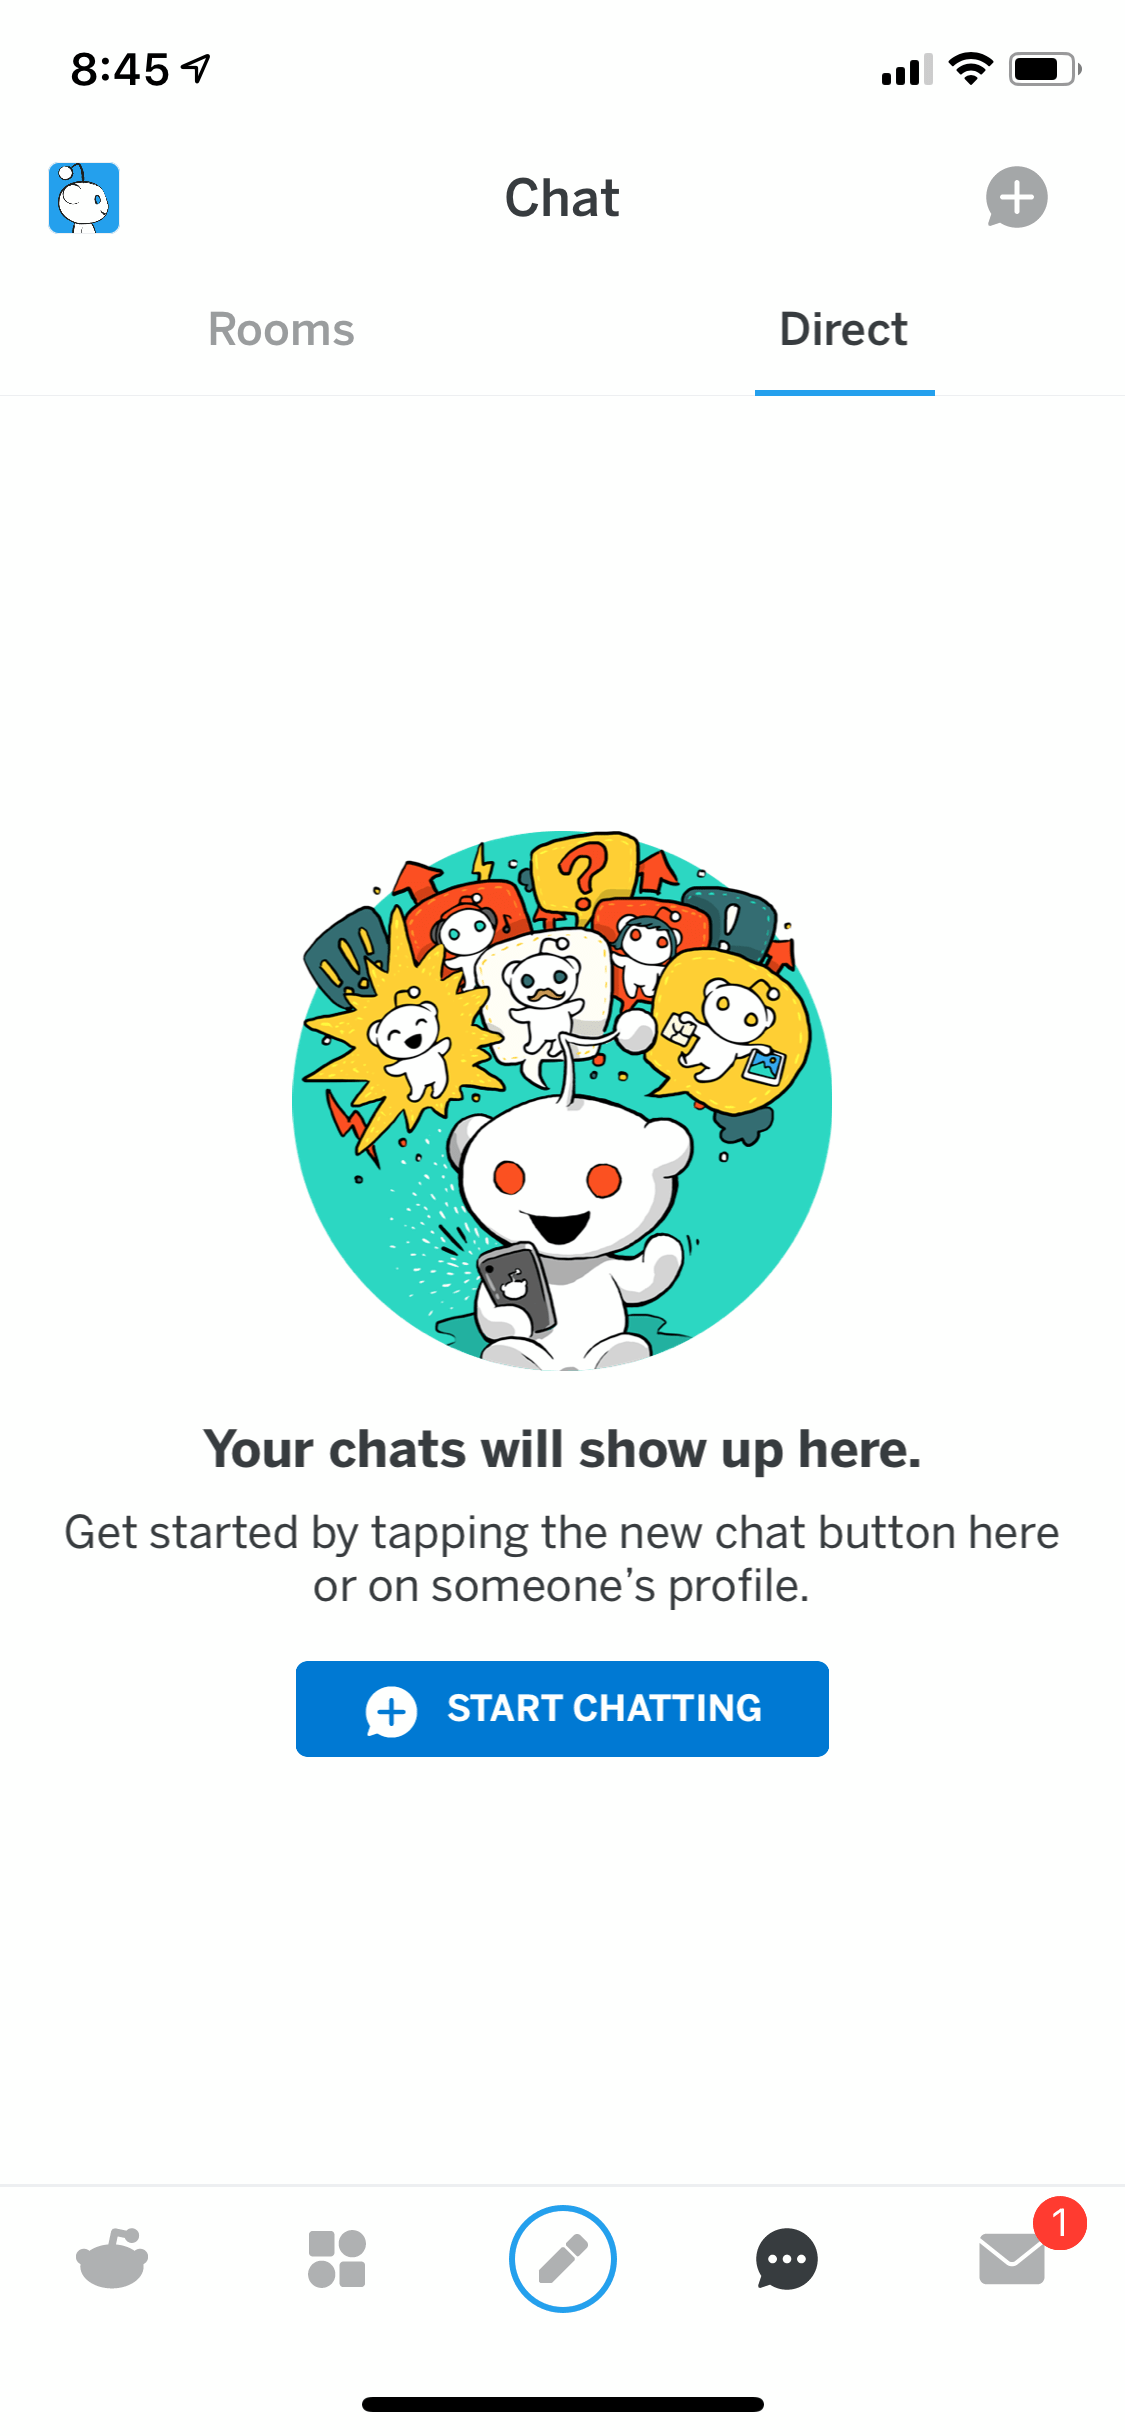 8:45
Chat
Rooms
Direct
Your chats will show up here.
Get started by tapping the new chat button here
or on someone's profile.
START CHATTING
1